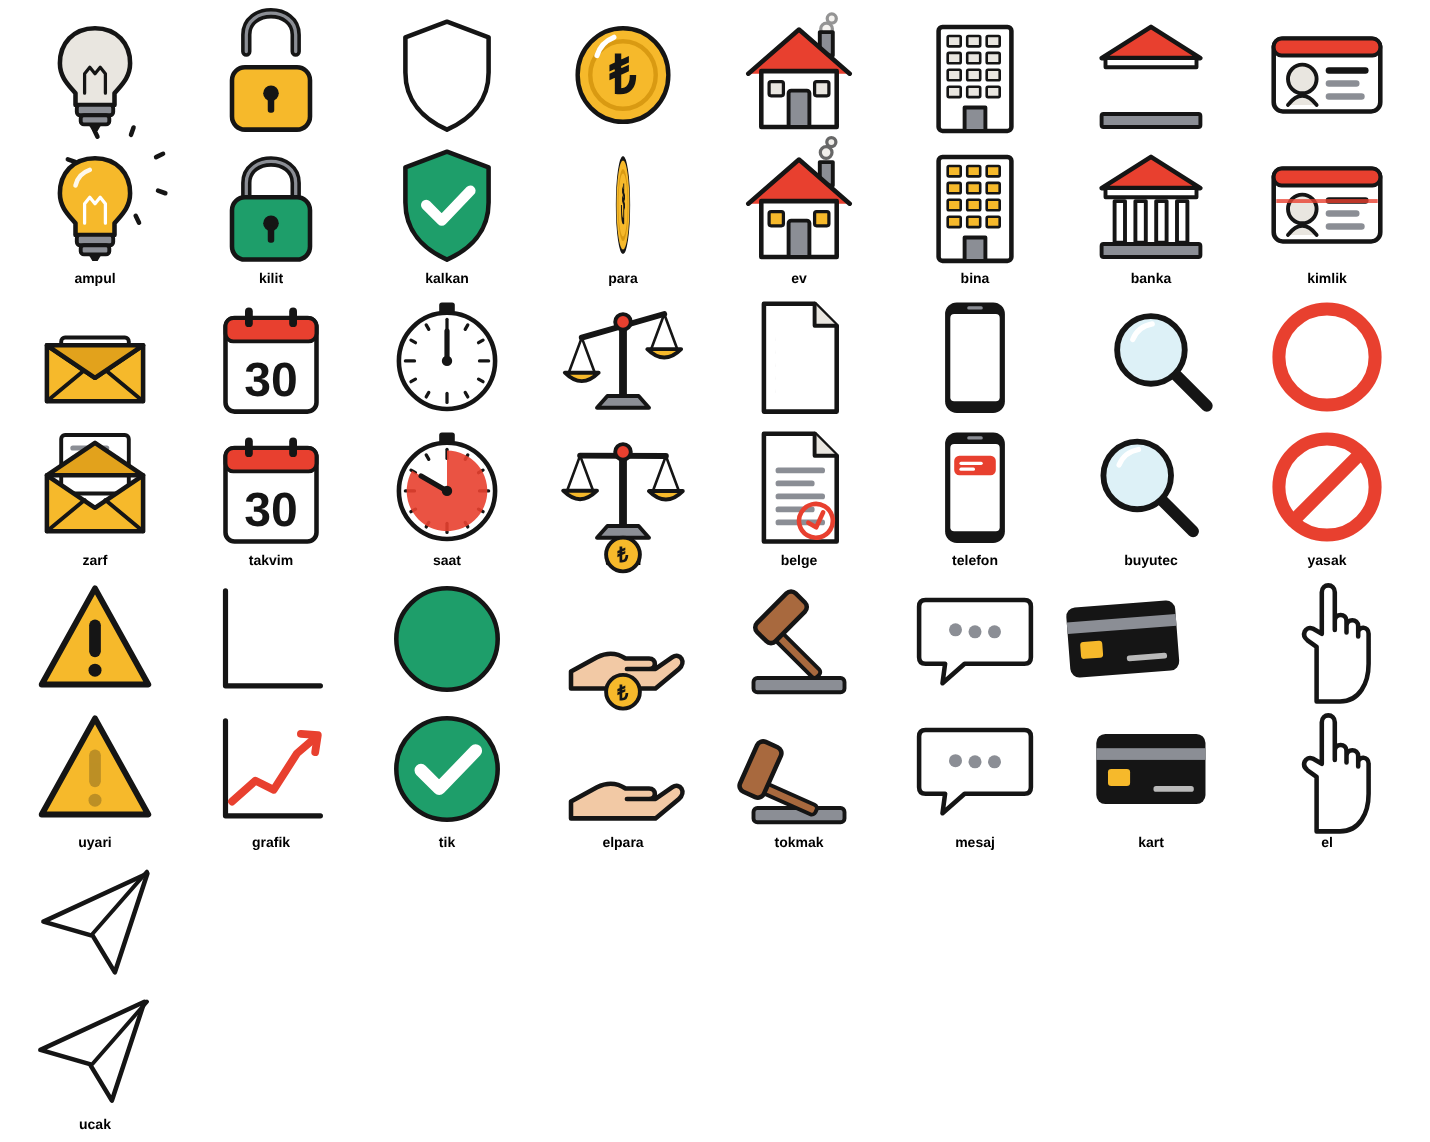 ₺
ampul kilit kalkan para ev bina banka kimlik
30
30
₺
zarf takvim saat belge telefon buyutec yasak
₺
uyari grafik tik elpara tokmak mesaj kart el
ucak